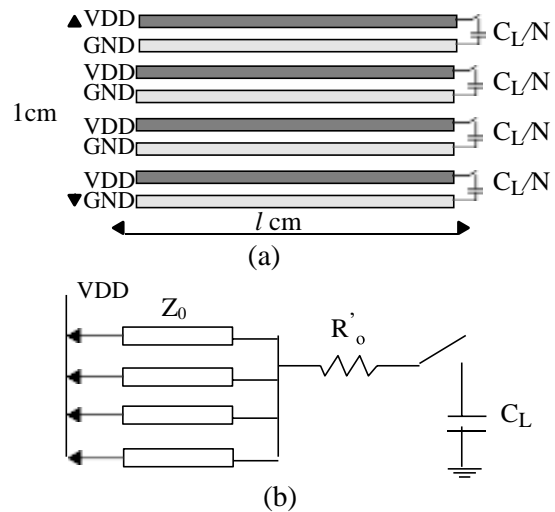 VDD
GND
C_L/N
VDD
GND
C_L/N
1cm
VDD
GND
C_L/N
VDD
GND
C_L/N
l cm
(a)
VDD
Z_0
R'_o
C_L
(b)